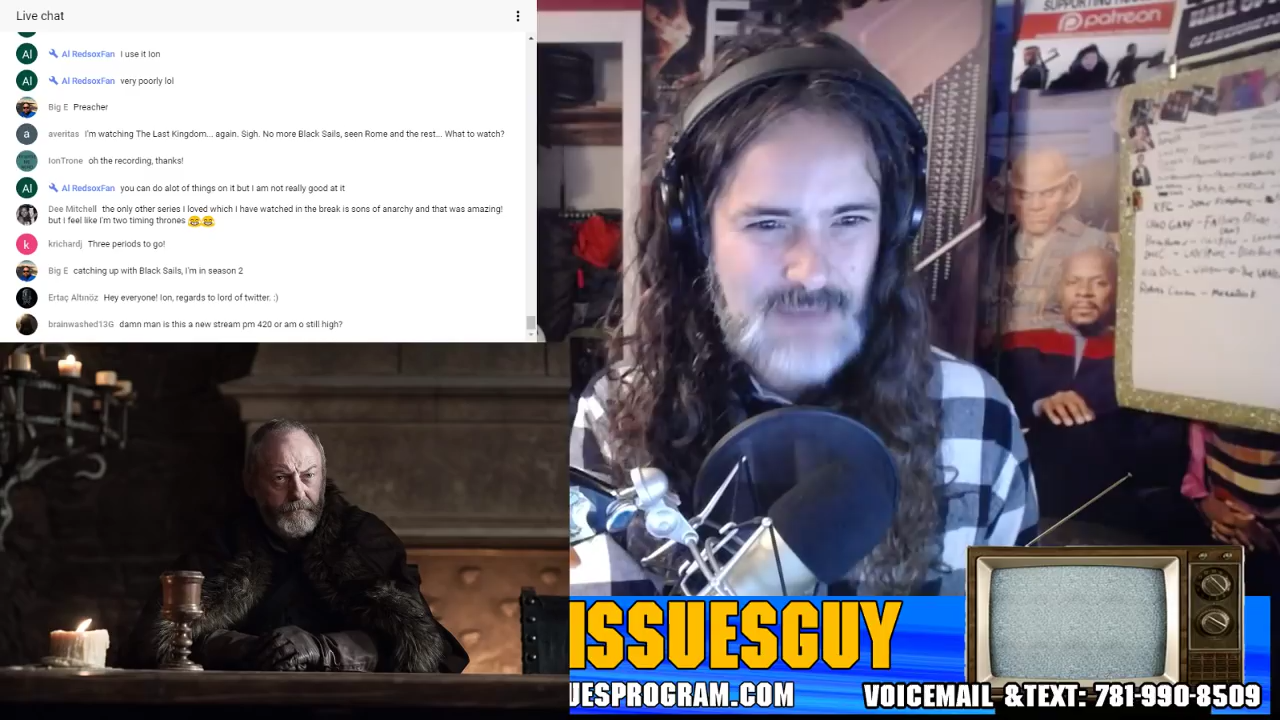 Live chat
Al RedsoxFan I use it Ion
Al RedsoxFan very poorly lol
Big E Preacher
averitas I'm watching The Last Kingdom... again. Sigh. No more Black Sails, seen Rome and the rest... What to watch?
IonTrone oh the recording, thanks!
Al RedsoxFan you can do alot of things on it but I am not really good at it
Dee Mitchell the only other series I loved which I have watched in the break is sons of anarchy and that was amazing!
but i feel like I'm two timing thrones 😂😂
krichardj Three periods to go!
Big E catching up with Black Sails, I'm in season 2
Ertaç Altınöz Hey everyone! Ion, regards to lord of twitter. :)
brainwashed13G damn man is this a new stream pm 420 or am o still high?
SUPPORTING
patreon
ISSUESGUY
UESPROGRAM.COM
VOICEMAIL &TEXT: 781-990-8509